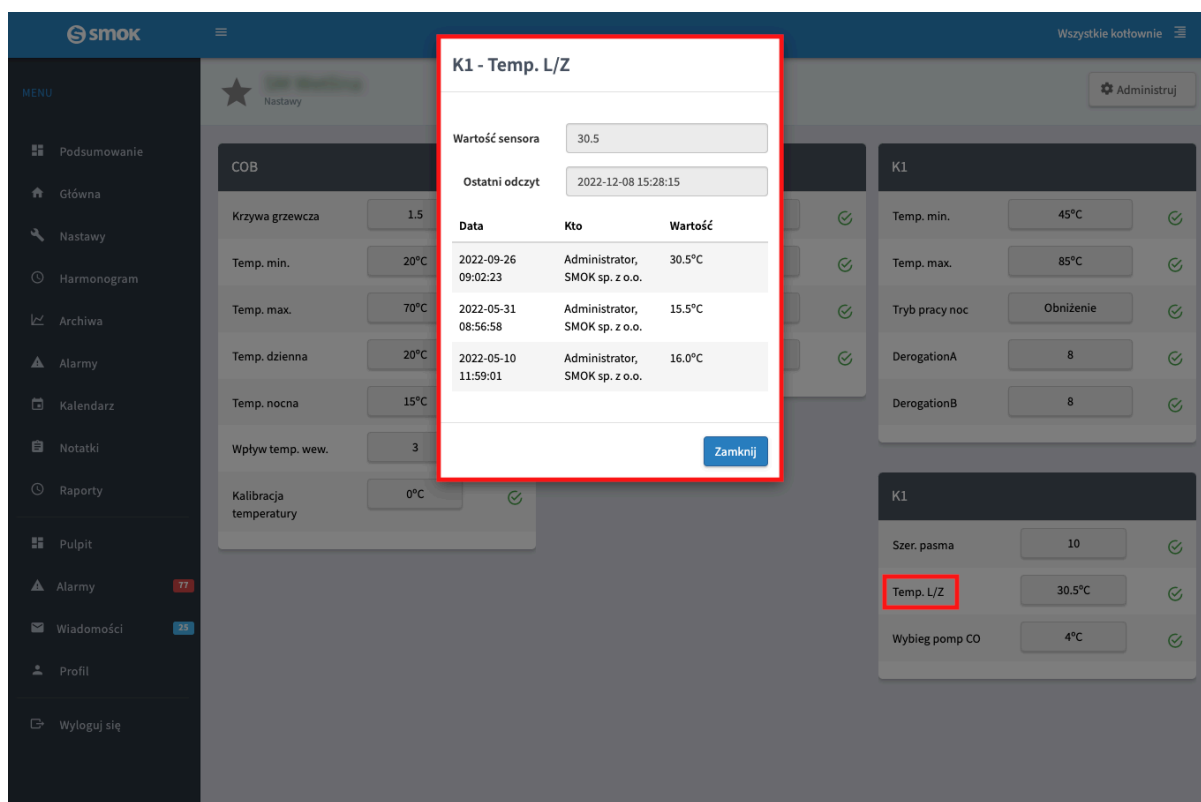 smok
Wszystkie kotłownie
MENU
Podsumowanie
Główna
Nastawy
Harmonogram
Archiwa
Alarmy
Kalendarz
Notatki
Raporty
Pulpit
Alarmy 77
Wiadomości 25
Profil
Wyloguj się
Nastawy
Administruj
COB
Krzywa grzewcza 1.5
Temp. min. 20°C
Temp. max. 70°C
Temp. dzienna 20°C
Temp. nocna 15°C
Wpływ temp. wew. 3
Kalibracja
temperatury
0°C
K1 - Temp. L/Z
Wartość sensora 30.5
Ostatni odczyt 2022-12-08 15:28:15
Data Kto Wartość
2022-09-26 Administrator, 30.5°C
09:02:23 SMOK sp. z o.o.
2022-05-31 Administrator, 15.5°C
08:56:58 SMOK sp. z o.o.
2022-05-10 Administrator, 16.0°C
11:59:01 SMOK sp. z o.o.
Zamknij
K1
Temp. min. 45°C
Temp. max. 85°C
Tryb pracy noc Obniżenie
DerogationA 8
DerogationB 8
K1
Szer. pasma 10
Temp. L/Z 30.5°C
Wybieg pomp CO 4°C